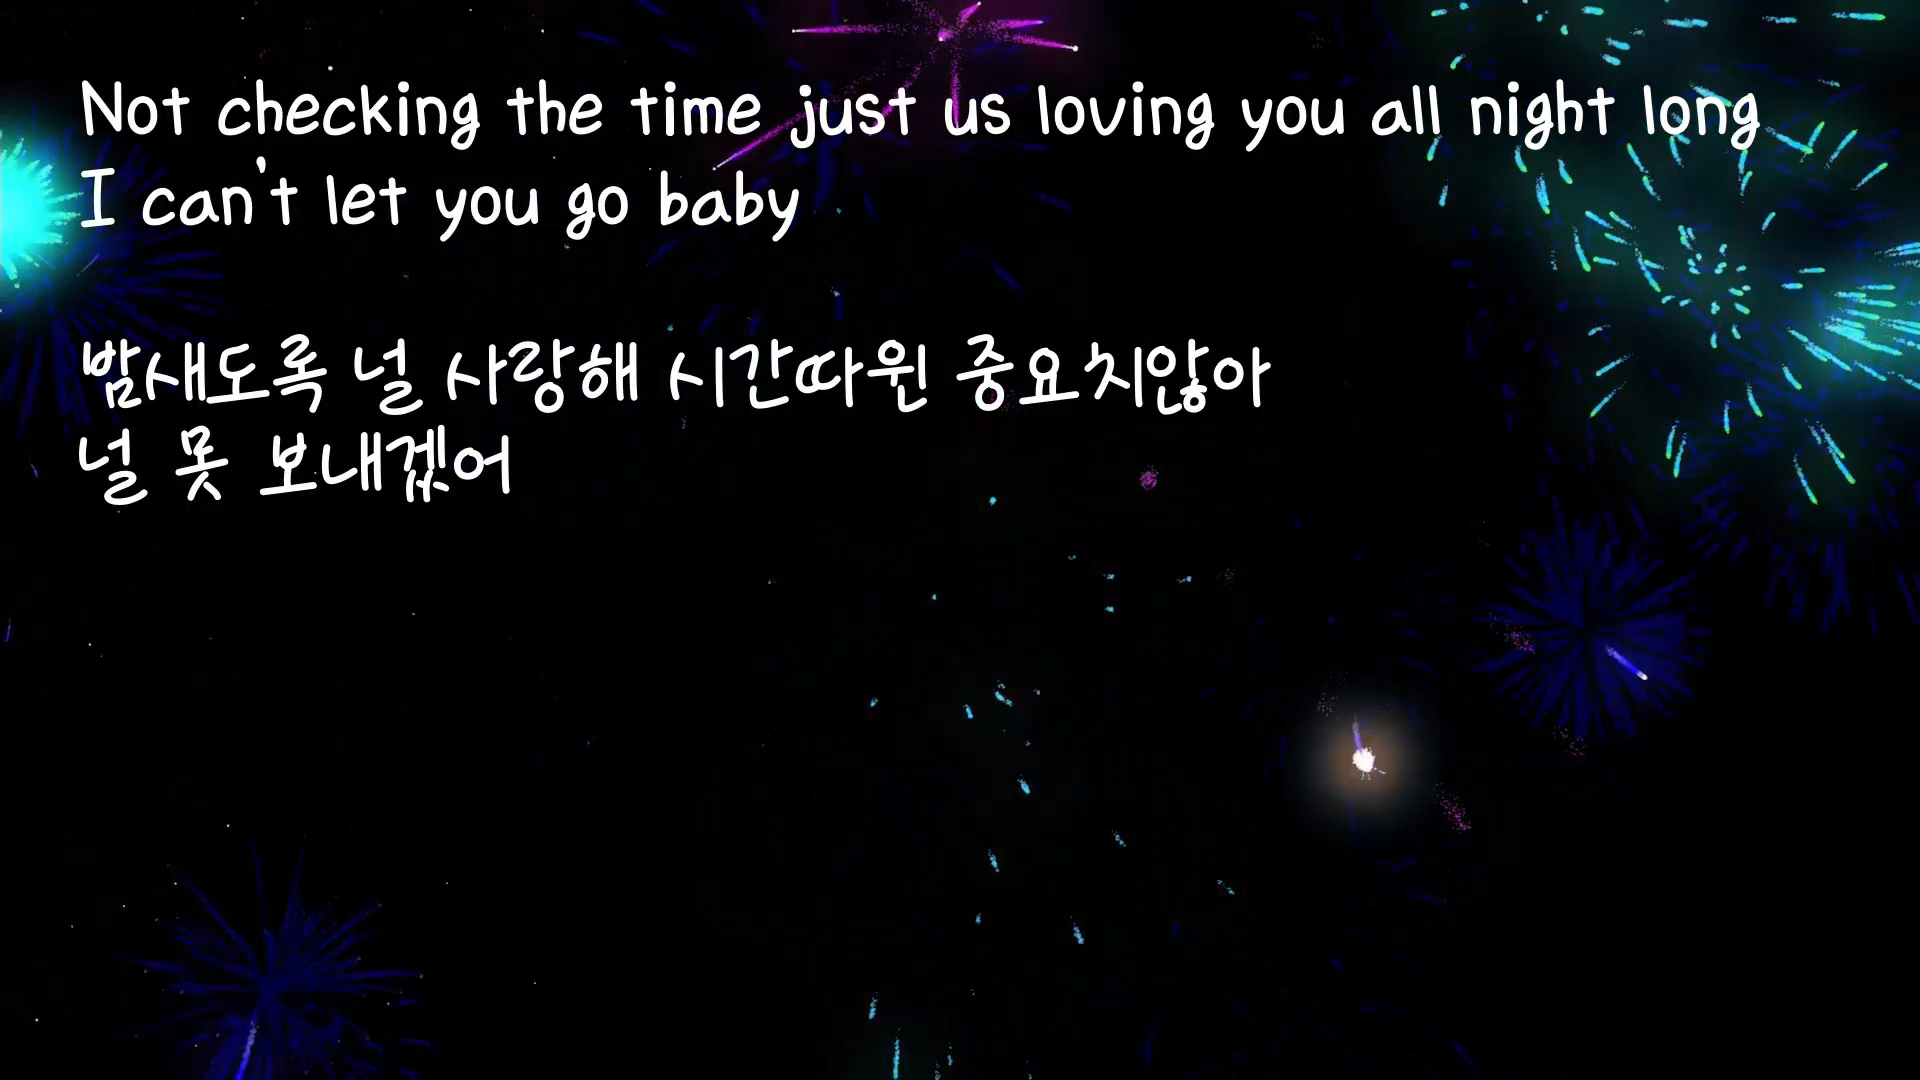 Not checking the time just us loving you all night long
I can't let you go baby
밤새도록 널 사랑해 시간따윈 중요치않아
널 못 보내겠어